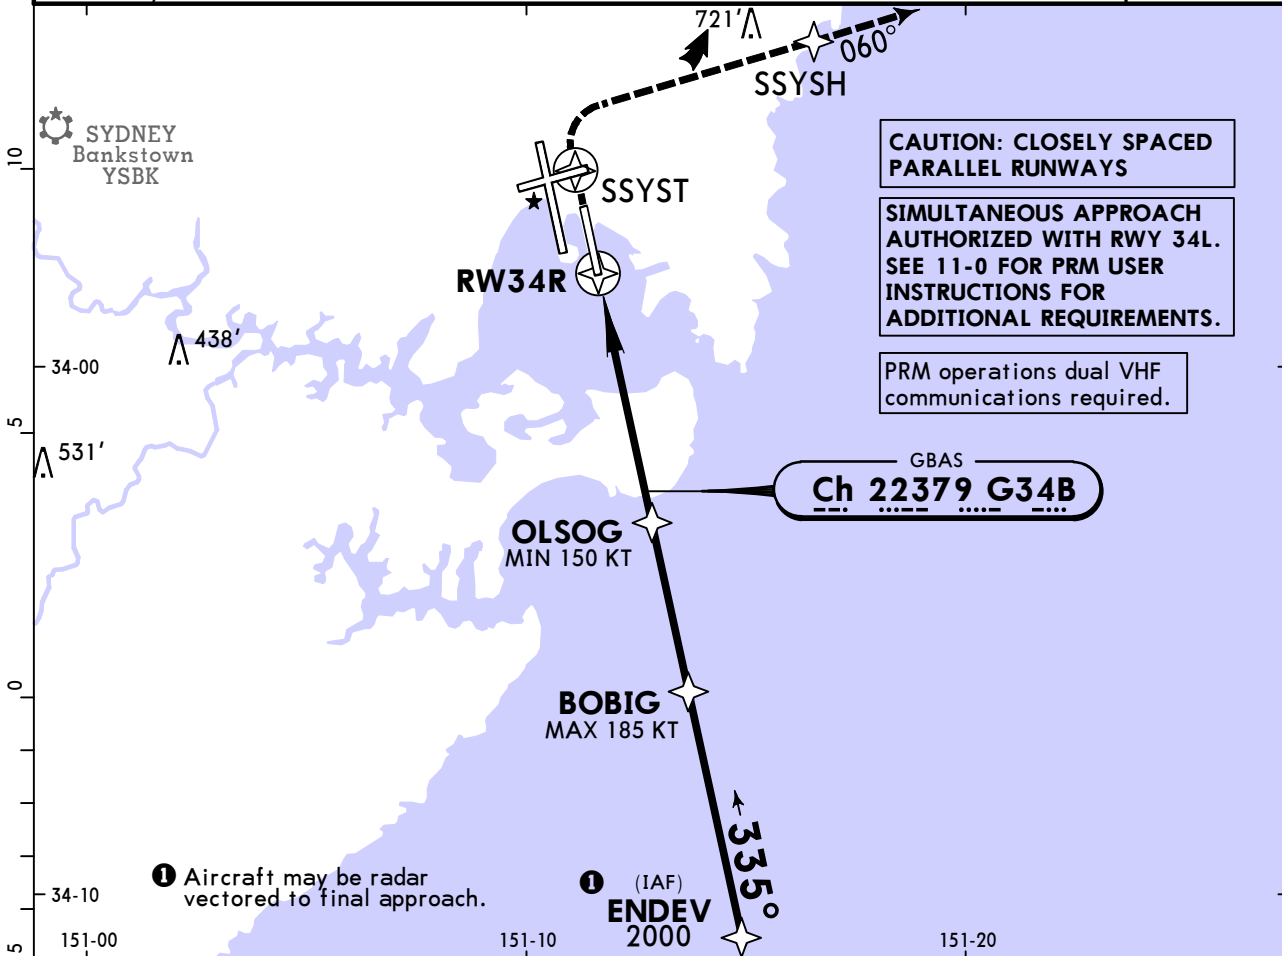 721'
060°
SSYSH
SYDNEY
Bankstown
YSBK
CAUTION: CLOSELY SPACED
PARALLEL RUNWAYS
10
SSYST
SIMULTANEOUS APPROACH
AUTHORIZED WITH RWY 34L.
SEE 11-0 FOR PRM USER
INSTRUCTIONS FOR
ADDITIONAL REQUIREMENTS.
RW34R
438'
34-00
PRM operations dual VHF
communications required.
5
531'
GBAS
Ch 22379 G34B
OLSOG
MIN 150 KT
0
BOBIG
MAX 185 KT
335°
1 Aircraft may be radar
vectored to final approach.
1 (IAF)
ENDEV
2000
34-10
5
151-00
151-10
151-20